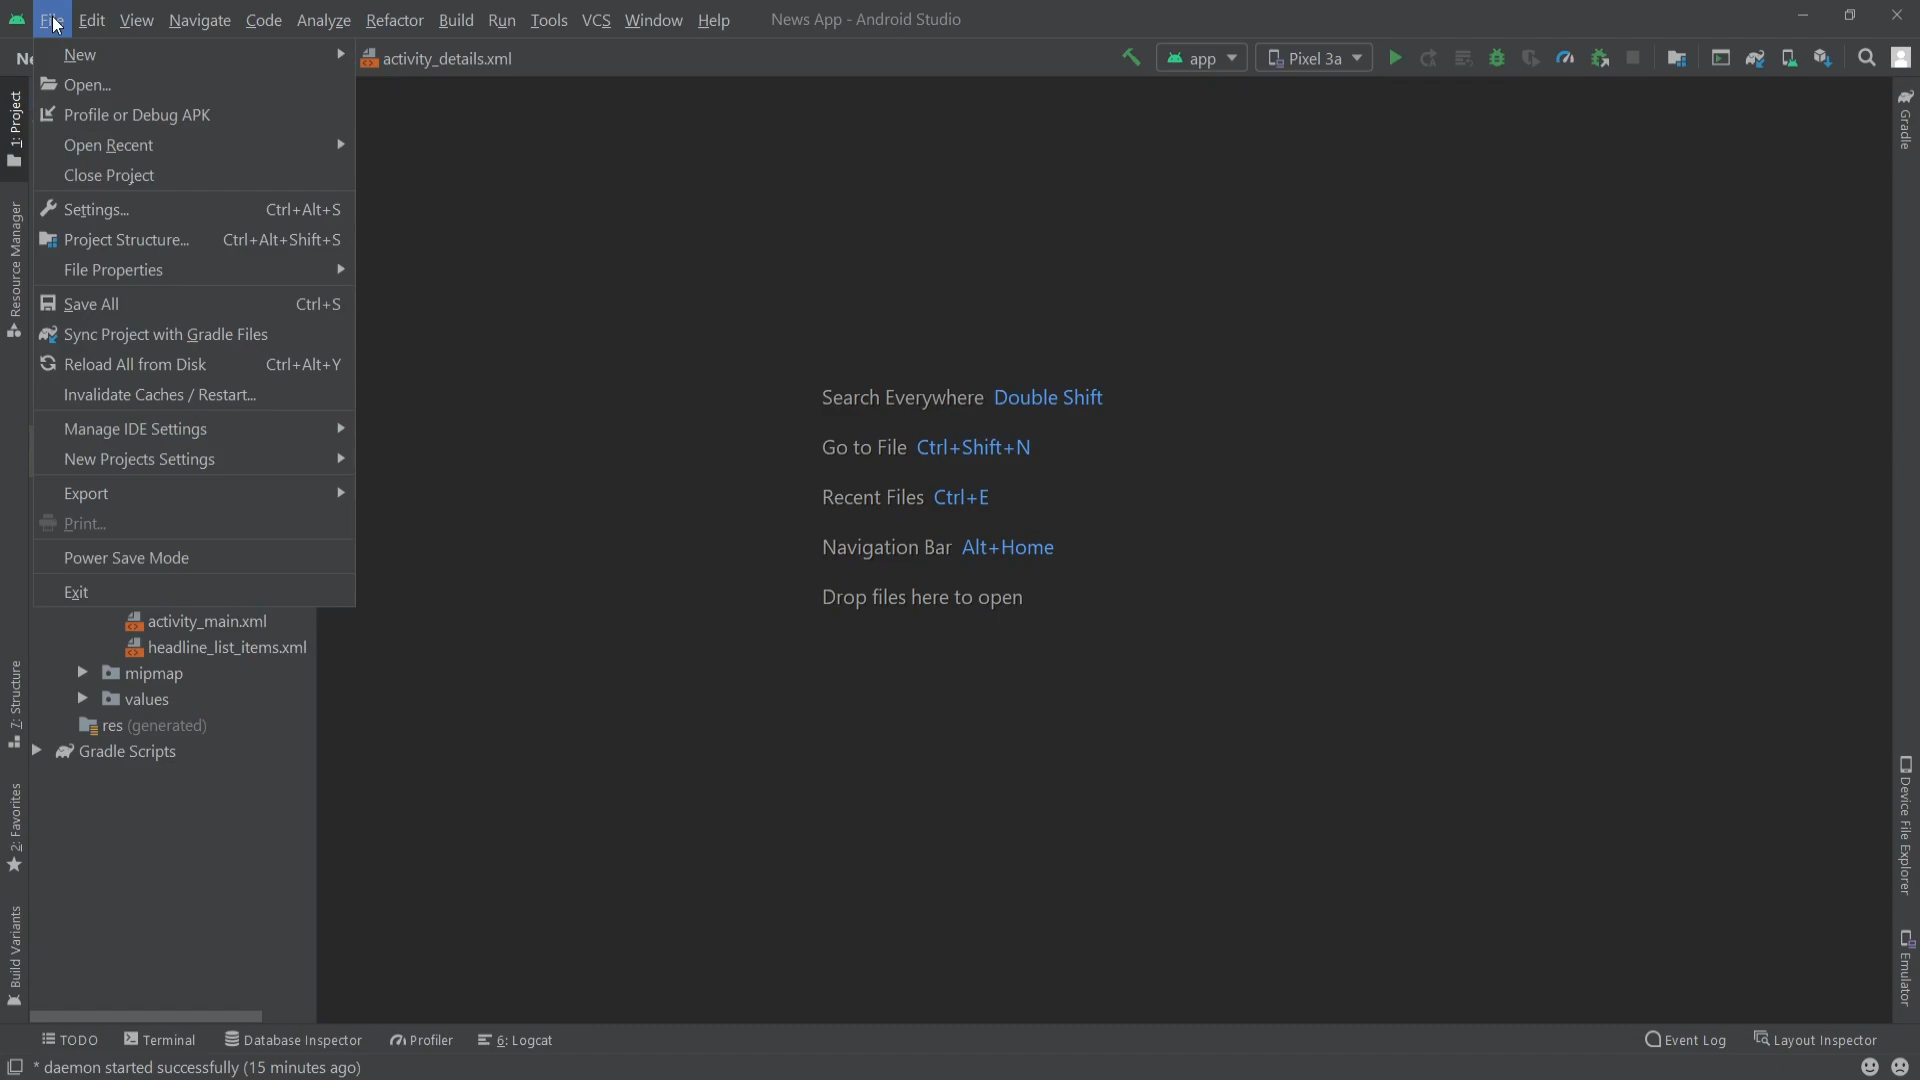 File Edit View Navigate Code Analyze Refactor Build Run Tools VCS Window Help News App - Android Studio
activity_details.xml app Pixel 3a
New
Open...
Profile or Debug APK
Open Recent
Close Project
Settings... Ctrl+Alt+S
Project Structure... Ctrl+Alt+Shift+S
File Properties
Save All Ctrl+S
Sync Project with Gradle Files
Reload All from Disk Ctrl+Alt+Y
Invalidate Caches / Restart...
Manage IDE Settings
New Projects Settings
Export
Print...
Power Save Mode
Exit
activity_main.xml
headline_list_items.xml
mipmap
values
res (generated)
Gradle Scripts
1: Project
Resource Manager
7: Structure
2: Favorites
Build Variants
Search Everywhere Double Shift
Go to File Ctrl+Shift+N
Recent Files Ctrl+E
Navigation Bar Alt+Home
Drop files here to open
Gradle
Device File Explorer
Emulator
TODO Terminal Database Inspector Profiler 6: Logcat Event Log Layout Inspector
* daemon started successfully (15 minutes ago)